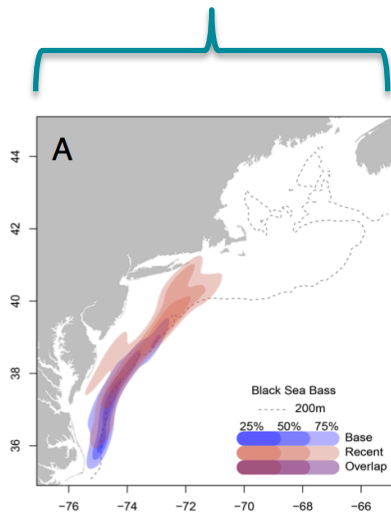 A
44
42
40
38
36
Black Sea Bass
200m
25% 50% 75%
Base
Recent
Overlap
−76 −74 −72 −70 −68 −66